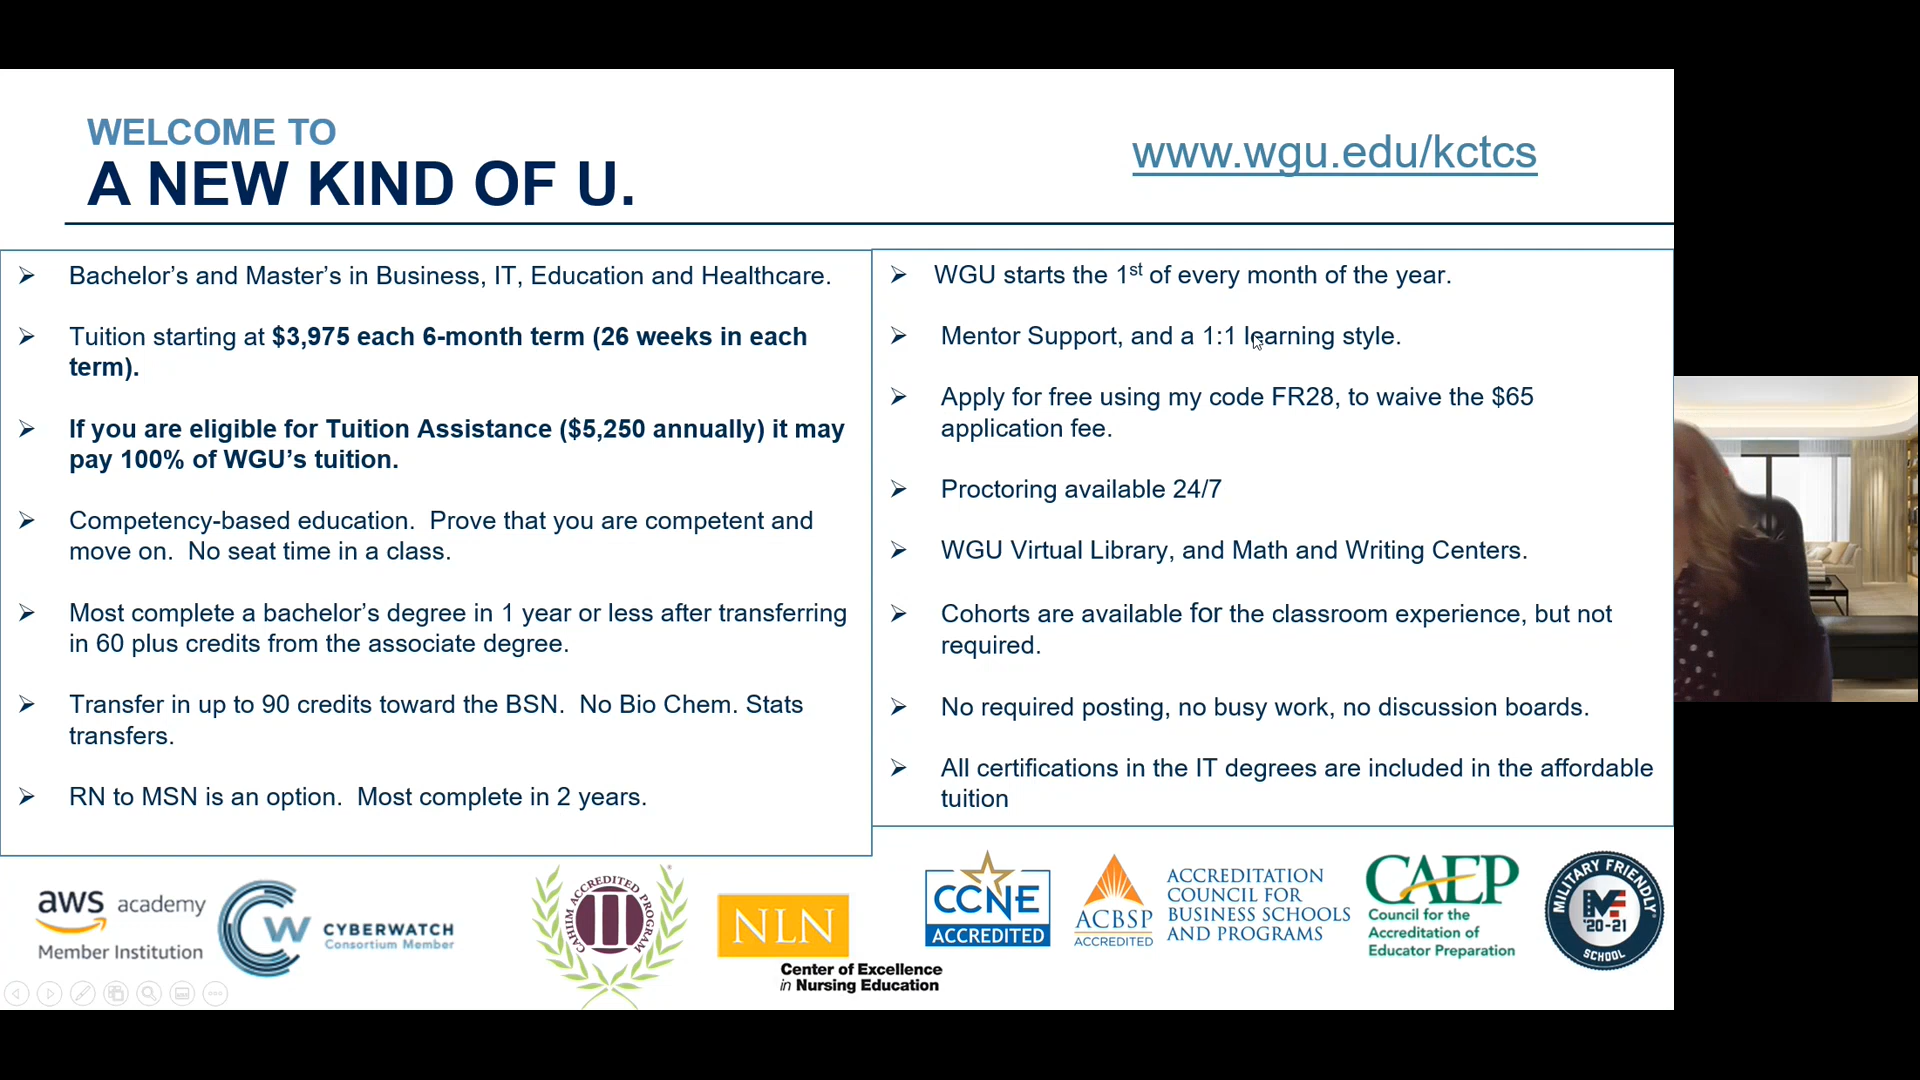 WELCOME TO
A NEW KIND OF U.
www.wgu.edu/kctcs
Bachelor’s and Master’s in Business, IT, Education and Healthcare.
Tuition starting at $3,975 each 6-month term (26 weeks in each
term).
If you are eligible for Tuition Assistance ($5,250 annually) it may
pay 100% of WGU’s tuition.
Competency-based education.  Prove that you are competent and
move on.  No seat time in a class.
Most complete a bachelor’s degree in 1 year or less after transferring
in 60 plus credits from the associate degree.
Transfer in up to 90 credits toward the BSN.  No Bio Chem. Stats
transfers.
RN to MSN is an option.  Most complete in 2 years.
WGU starts the 1st of every month of the year.
Mentor Support, and a 1:1 learning style.
Apply for free using my code FR28, to waive the $65
application fee.
Proctoring available 24/7
WGU Virtual Library, and Math and Writing Centers.
Cohorts are available for the classroom experience, but not
required.
No required posting, no busy work, no discussion boards.
All certifications in the IT degrees are included in the affordable
tuition
aws academy
Member Institution
CW
CYBERWATCH
Consortium Member
CAHIIM ACCREDITED PROGRAM
NLN
Center of Excellence
in Nursing Education
CCNE
ACCREDITED
ACBSP
ACCREDITED
ACCREDITATION
COUNCIL FOR
BUSINESS SCHOOLS
AND PROGRAMS
CAEP
Council for the
Accreditation of
Educator Preparation
MILITARY FRIENDLY®
MF
'20-21
SCHOOL